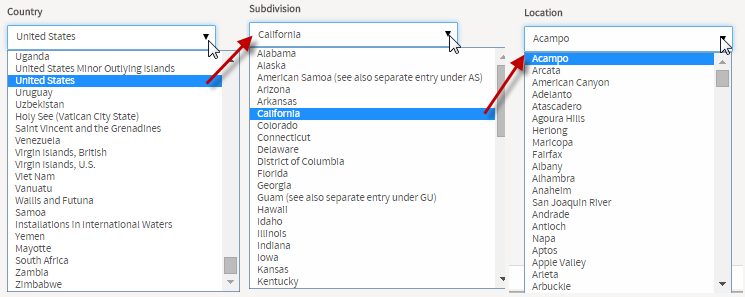 Country
United States
Uganda
United States Minor Outlying Islands
United States
Uruguay
Uzbekistan
Holy See (Vatican City State)
Saint Vincent and the Grenadines
Venezuela
Virgin Islands, British
Virgin Islands, U.S.
Viet Nam
Vanuatu
Wallis and Futuna
Samoa
Installations in International Waters
Yemen
Mayotte
South Africa
Zambia
Zimbabwe
Subdivision
California
Alabama
Alaska
American Samoa (see also separate entry under AS)
Arizona
Arkansas
California
Colorado
Connecticut
Delaware
District of Columbia
Florida
Georgia
Guam (see also separate entry under GU)
Hawaii
Idaho
Illinois
Indiana
Iowa
Kansas
Kentucky
Location
Acampo
Acampo
Arcata
American Canyon
Adelanto
Atascadero
Agoura Hills
Herlong
Maricopa
Fairfax
Albany
Alhambra
Anaheim
San Joaquin River
Andrade
Antioch
Napa
Aptos
Apple Valley
Arleta
Arbuckle